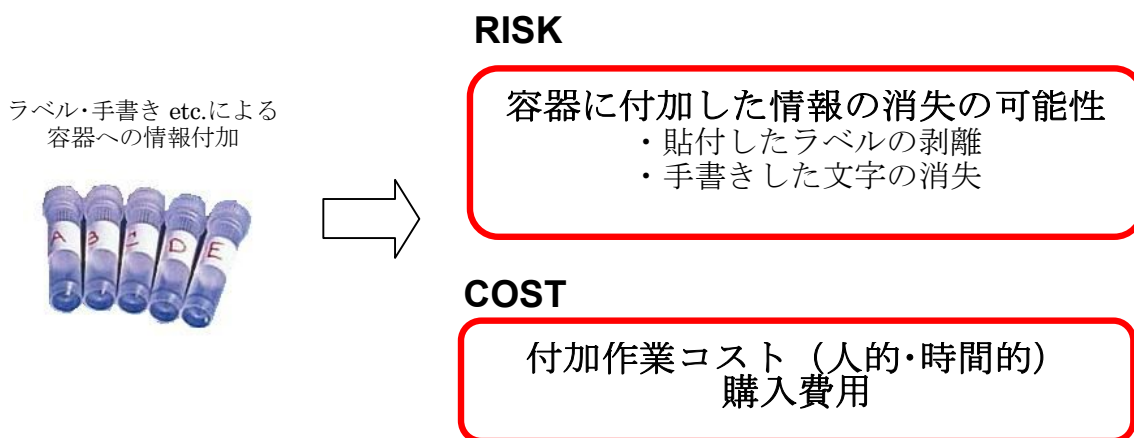 RISK
ラベル・手書き etc.による
容器への情報付加
容器に付加した情報の消失の可能性
・貼付したラベルの剥離
・手書きした文字の消失
A
B
C
D
E
COST
付加作業コスト（人的・時間的）
購入費用